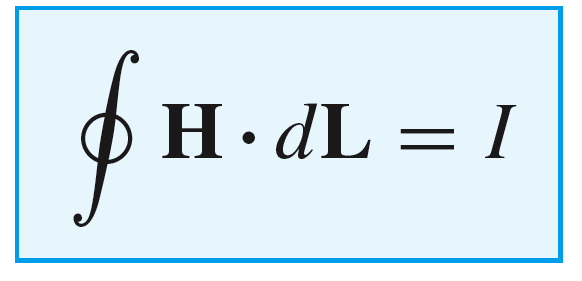 ∮ H · dL = I